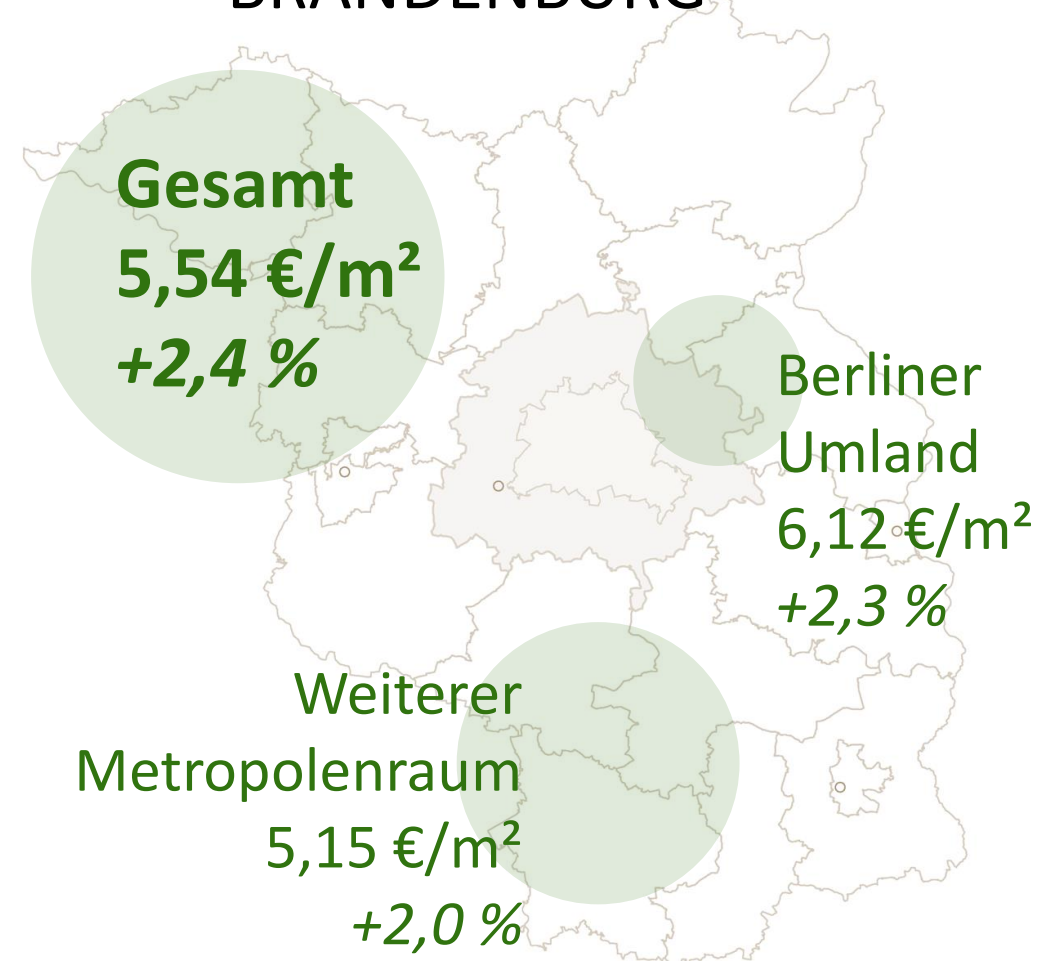 BRANDENBURG
Gesamt
5,54 €/m²
+2,4 %
Berliner
Umland
6,12 €/m²
+2,3 %
Weiterer
Metropolenraum
5,15 €/m²
+2,0 %